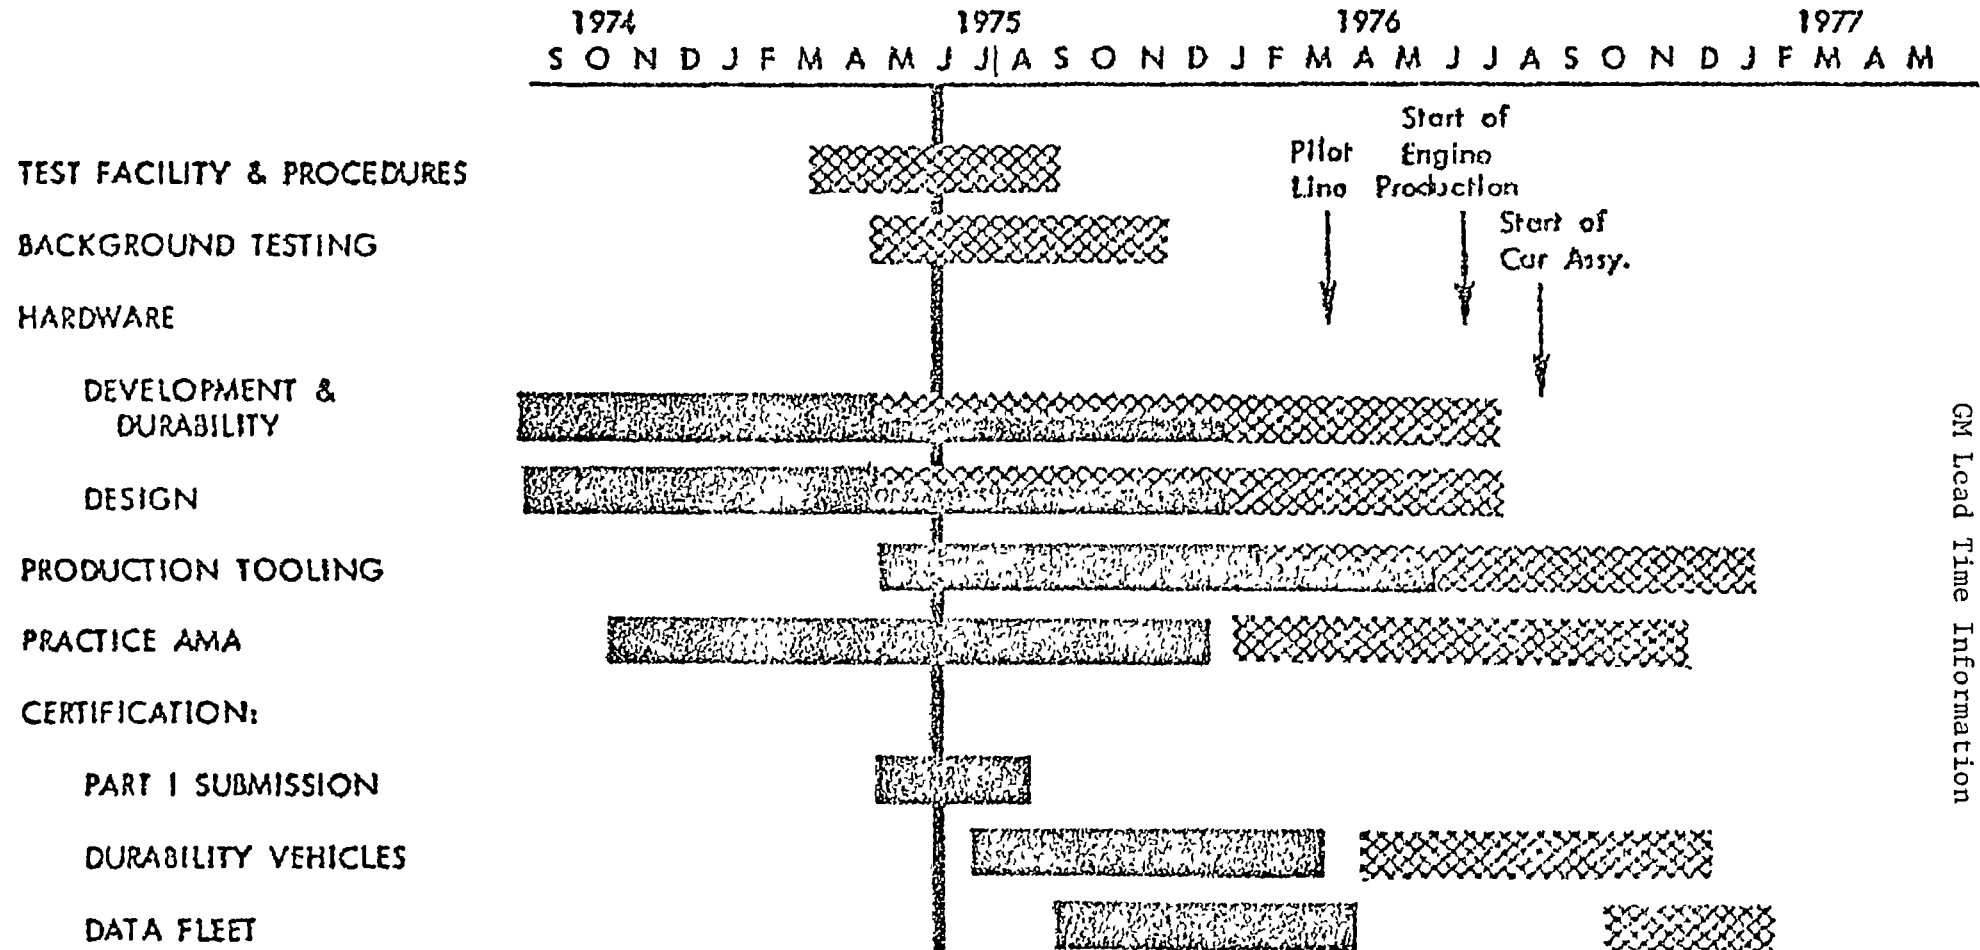 1974 1975 1976 1977
S O N D J F M A M J J A S O N D J F M A M J J A S O N D J F M A M
Start of
Pilot Engine
Line Production
TEST FACILITY & PROCEDURES
Start of
Car Assy.
BACKGROUND TESTING
HARDWARE
DEVELOPMENT &
DURABILITY
DESIGN
PRODUCTION TOOLING
PRACTICE AMA
CERTIFICATION:
PART I SUBMISSION
DURABILITY VEHICLES
DATA FLEET
GM Lead Time Information